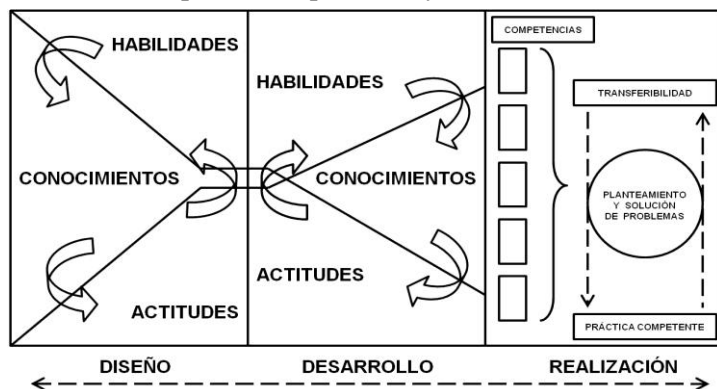 HABILIDADES
CONOCIMIENTOS
ACTITUDES
HABILIDADES
CONOCIMIENTOS
ACTITUDES
COMPETENCIAS
TRANSFERIBILIDAD
PLANTEAMIENTO
Y SOLUCIÓN
DE PROBLEMAS
PRÁCTICA COMPETENTE
DISEÑO
DESARROLLO
REALIZACIÓN